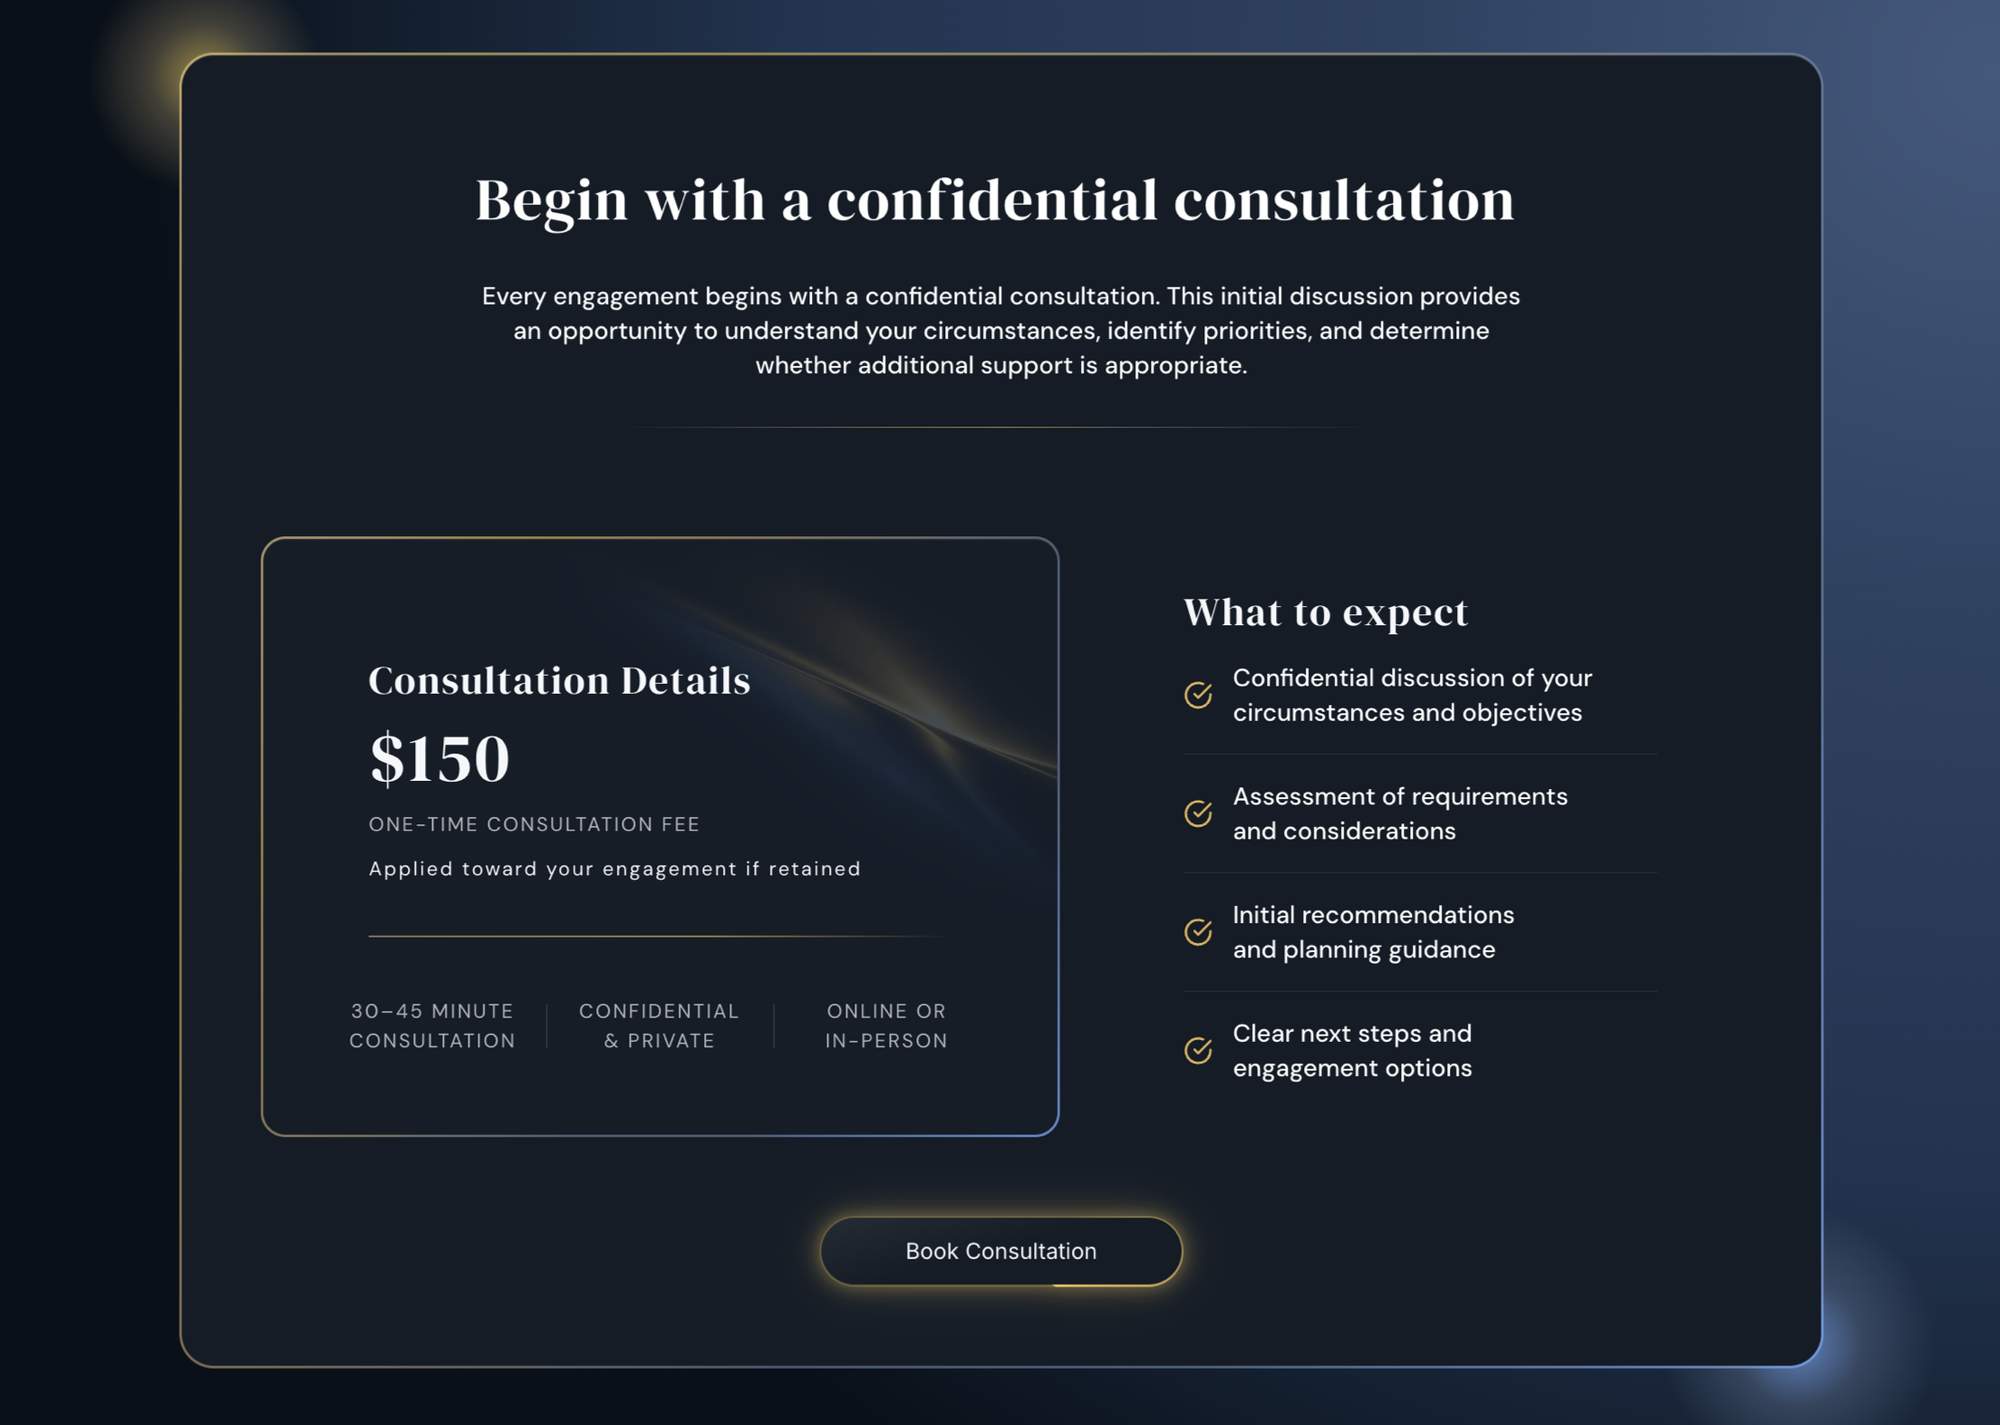 Begin with a confidential consultation
Every engagement begins with a confidential consultation. This initial discussion provides
an opportunity to understand your circumstances, identify priorities, and determine
whether additional support is appropriate.
Consultation Details
$150
ONE-TIME CONSULTATION FEE
Applied toward your engagement if retained
30–45 MINUTE
CONSULTATION
CONFIDENTIAL
& PRIVATE
ONLINE OR
IN-PERSON
What to expect
Confidential discussion of your
circumstances and objectives
Assessment of requirements
and considerations
Initial recommendations
and planning guidance
Clear next steps and
engagement options
Book Consultation